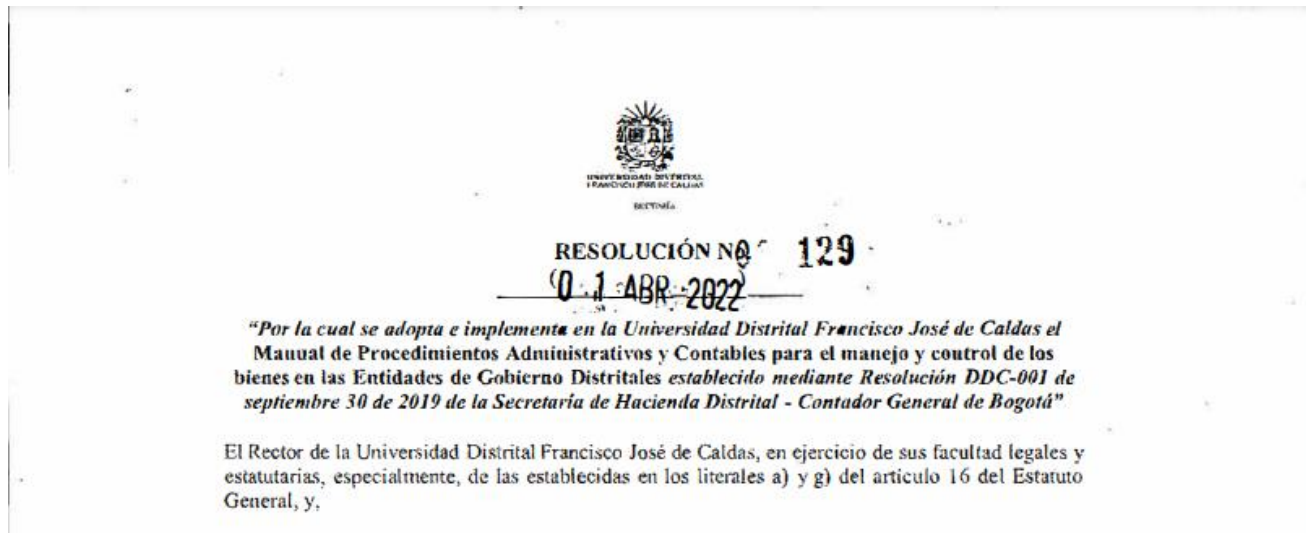 UNIVERSIDAD DISTRITAL
FRANCISCO JOSÉ DE CALDAS
RECTORÍA
RESOLUCIÓN Nº 129
(01 ABR 2022)
“Por la cual se adopta e implementa en la Universidad Distrital Francisco José de Caldas el
Manual de Procedimientos Administrativos y Contables para el manejo y control de los
bienes en las Entidades de Gobierno Distritales establecido mediante Resolución DDC-001 de
septiembre 30 de 2019 de la Secretaría de Hacienda Distrital - Contador General de Bogotá”
El Rector de la Universidad Distrital Francisco José de Caldas, en ejercicio de sus facultad legales y
estatutarias, especialmente, de las establecidas en los literales a) y g) del articulo 16 del Estatuto
General, y,